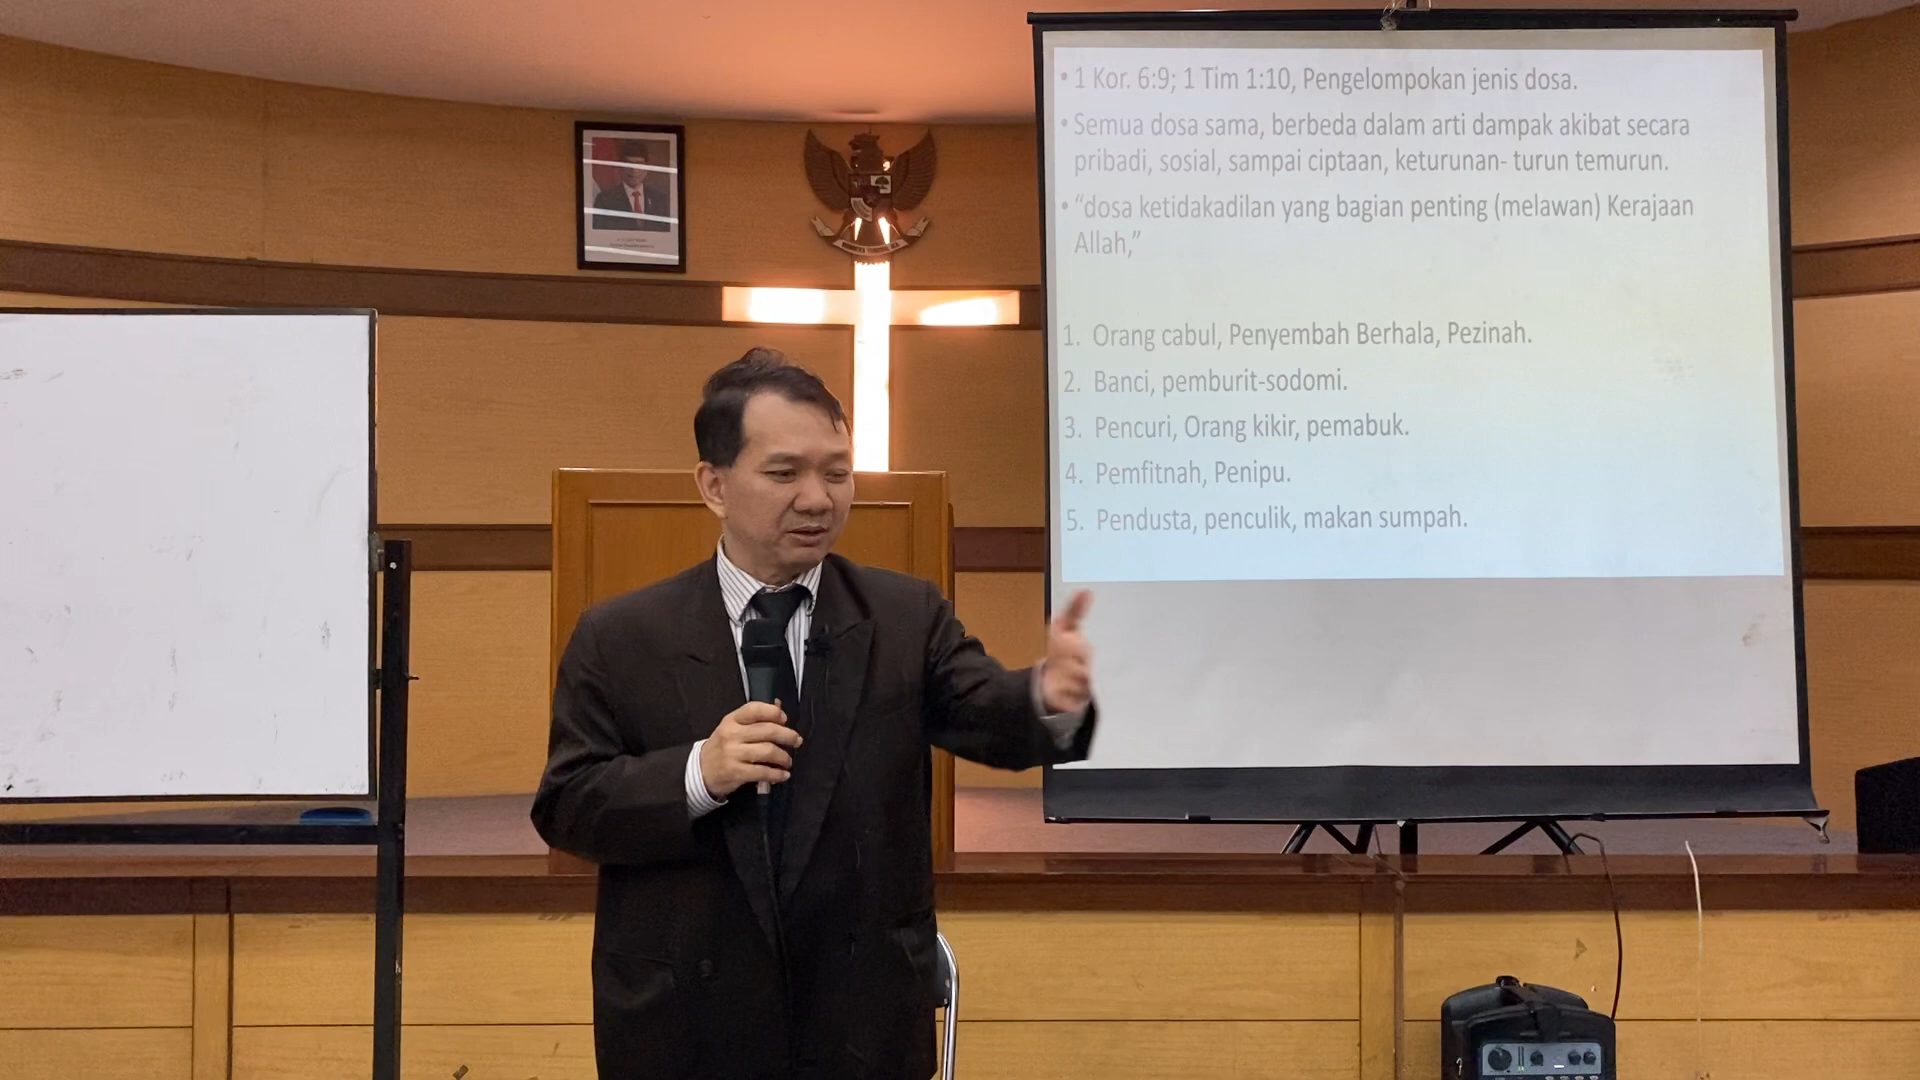 • 1 Kor. 6:9; 1 Tim 1:10, Pengelompokan jenis dosa.
• Semua dosa sama, berbeda dalam arti dampak akibat secara
pribadi, sosial, sampai ciptaan, keturunan- turun temurun.
• “dosa ketidakadilan yang bagian penting (melawan) Kerajaan
Allah,”
1. Orang cabul, Penyembah Berhala, Pezinah.
2. Banci, pemburit-sodomi.
3. Pencuri, Orang kikir, pemabuk.
4. Pemfitnah, Penipu.
5. Pendusta, penculik, makan sumpah.